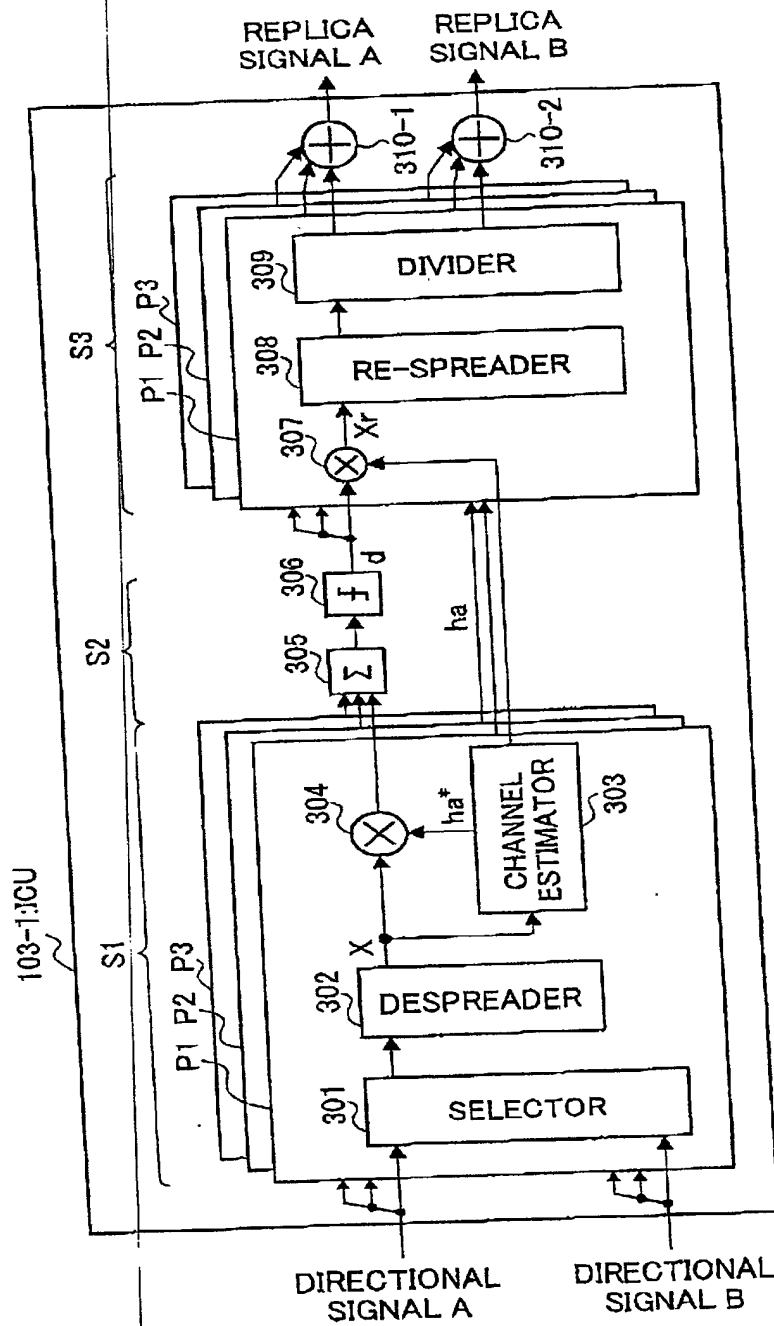 103-1:ICU
S1
S2
S3
P1 P2 P3
P1 P2 P3
DIRECTIONAL
SIGNAL A
DIRECTIONAL
SIGNAL B
301
SELECTOR
302
DESPREADER
X
304
ha*
CHANNEL
ESTIMATOR
303
305
Σ
306
d
ha
307
Xr
308
RE-SPREADER
309
DIVIDER
310-1
310-2
REPLICA
SIGNAL A
REPLICA
SIGNAL B